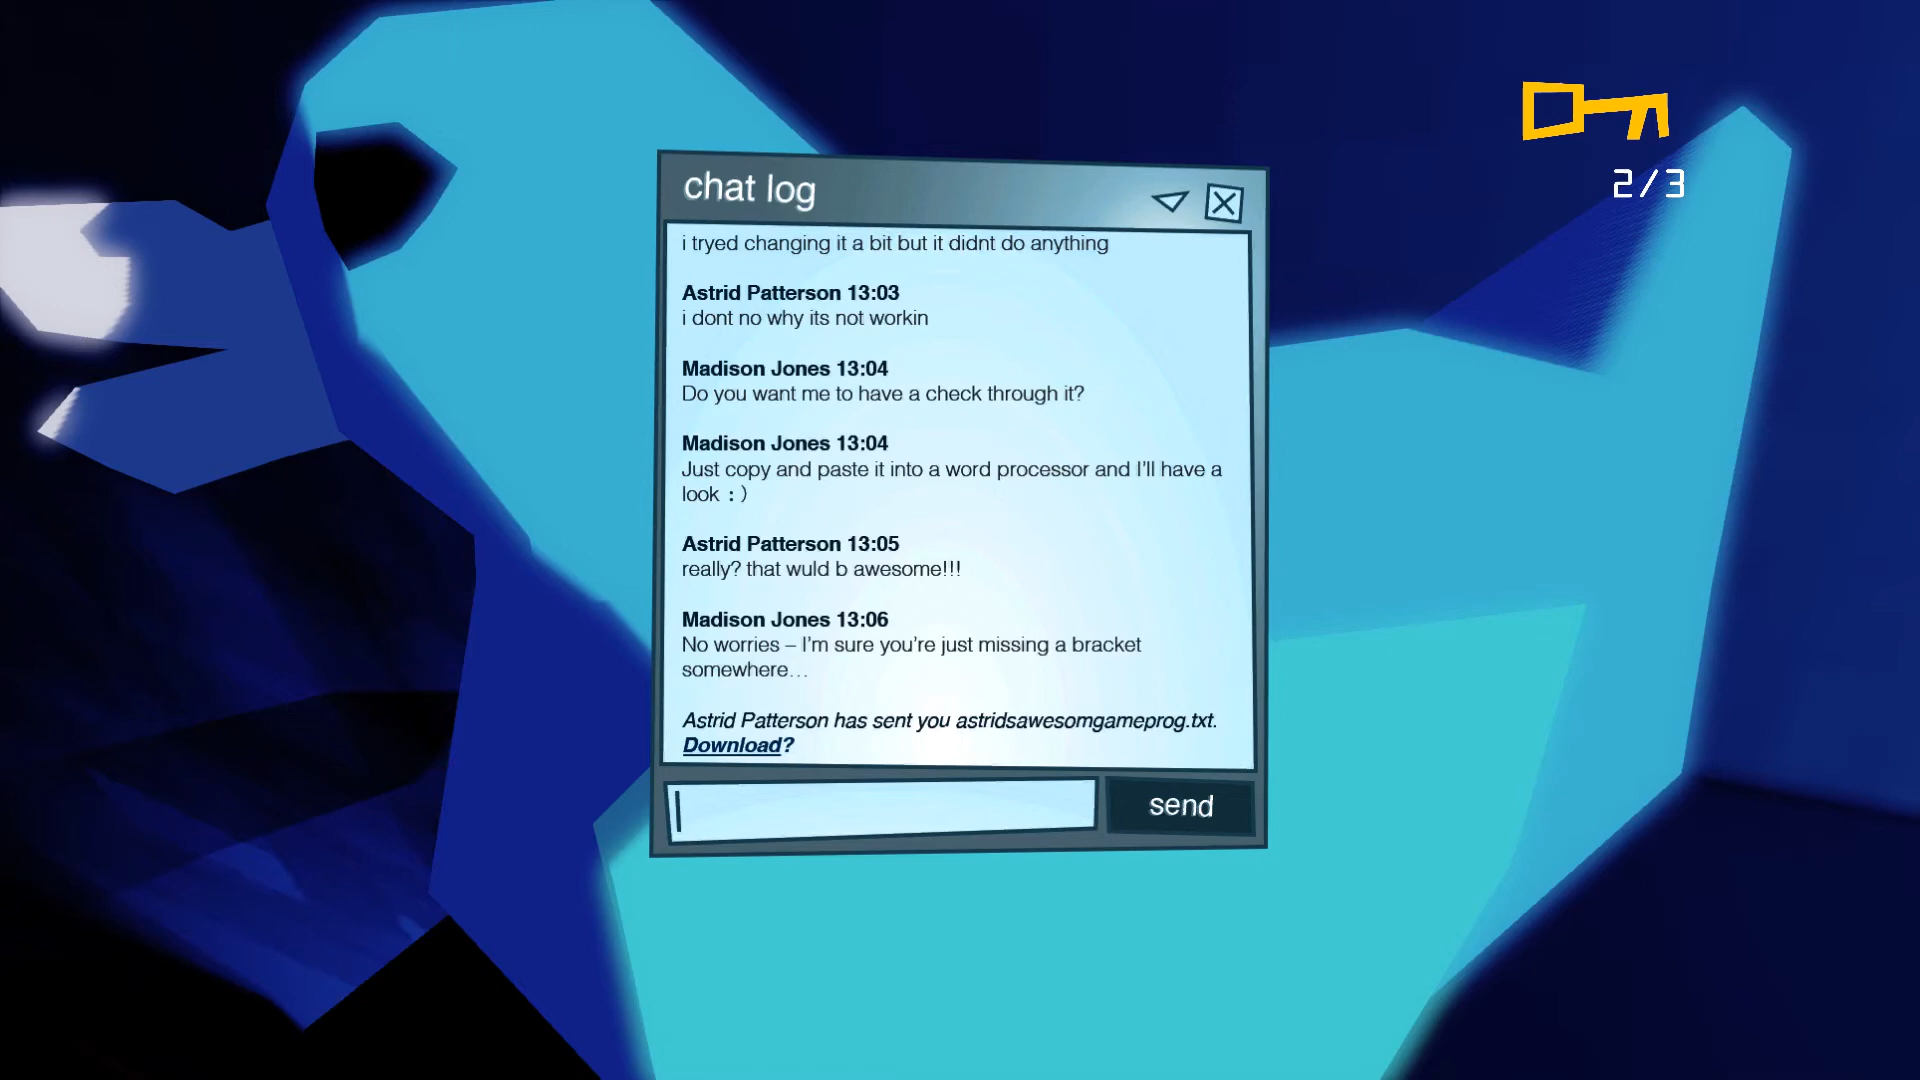 chat log
2/3
i tryed changing it a bit but it didnt do anything
Astrid Patterson 13:03
i dont no why its not workin
Madison Jones 13:04
Do you want me to have a check through it?
Madison Jones 13:04
Just copy and paste it into a word processor and I'll have a
look : )
Astrid Patterson 13:05
really? that wuld b awesome!!!
Madison Jones 13:06
No worries – I'm sure you're just missing a bracket
somewhere…
Astrid Patterson has sent you astridsawesomgameprog.txt.
Download?
send